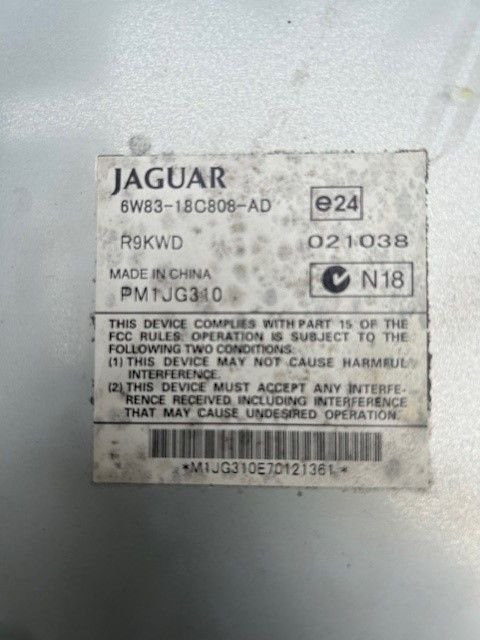 JAGUAR
6W83-18C808-AD
e24
R9KWD
021038
MADE IN CHINA
PM1JG310
N18
THIS DEVICE COMPLIES WITH PART 15 OF THE
FCC RULES. OPERATION IS SUBJECT TO THE
FOLLOWING TWO CONDITIONS.
(1) THIS DEVICE MAY NOT CAUSE HARMFUL
INTERFERENCE.
(2) THIS DEVICE MUST ACCEPT ANY INTERFE-
RENCE RECEIVED INCLUDING INTERFERENCE
THAT MAY CAUSE UNDESIRED OPERATION.
*M1JG310E70121361*